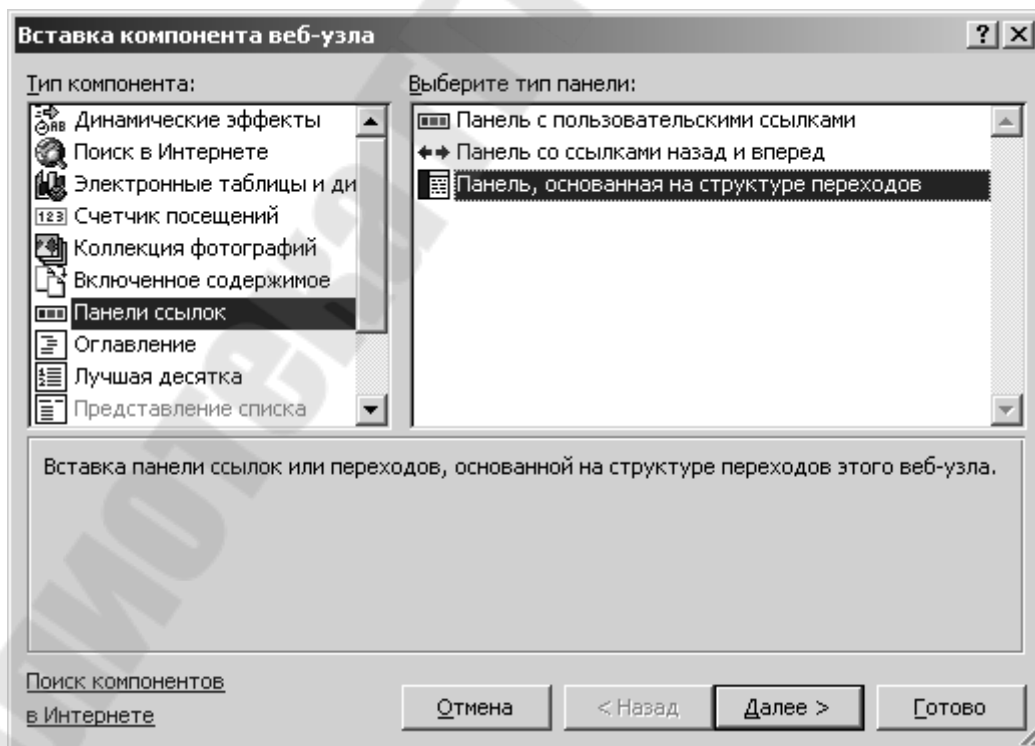 Вставка компонента веб-узла
Тип компонента:
Динамические эффекты
Поиск в Интернете
Электронные таблицы и ди
Счетчик посещений
Коллекция фотографий
Включенное содержимое
Панели ссылок
Оглавление
Лучшая десятка
Представление списка
Выберите тип панели:
Панель с пользовательскими ссылками
Панель со ссылками назад и вперед
Панель, основанная на структуре переходов
Вставка панели ссылок или переходов, основанной на структуре переходов этого веб-узла.
Поиск компонентов
в Интернете
Отмена
< Назад
Далее >
Готово